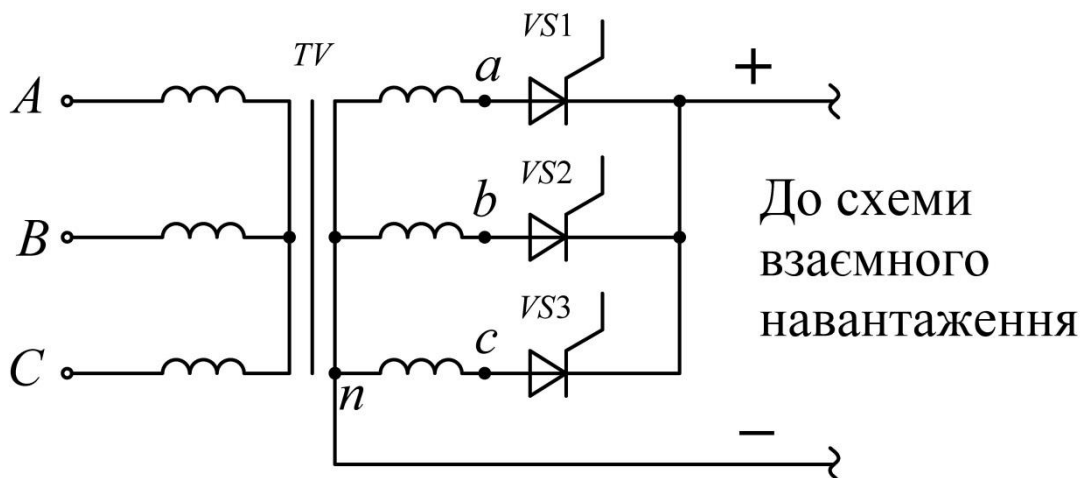 VS1
TV
a
+
A
VS2
b
До схеми
B
взаємного
VS3
навантаження
c
C
n
−